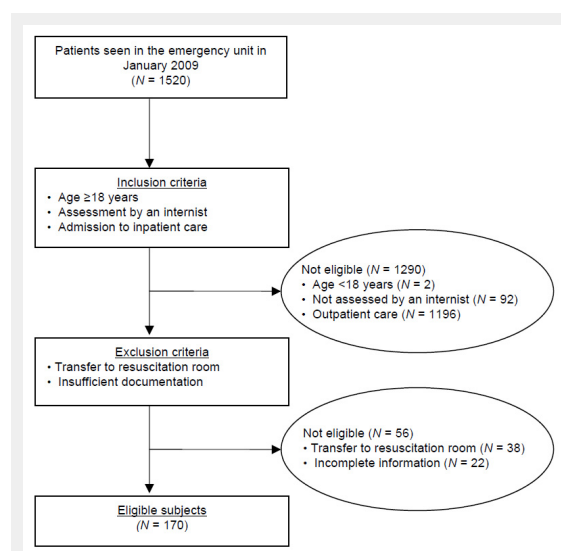 Patients seen in the emergency unit in
January 2009
(N = 1520)
Inclusion criteria
• Age ≥18 years
• Assessment by an internist
• Admission to inpatient care
Not eligible (N = 1290)
• Age <18 years (N = 2)
• Not assessed by an internist (N = 92)
• Outpatient care (N = 1196)
Exclusion criteria
• Transfer to resuscitation room
• Insufficient documentation
Not eligible (N = 56)
• Transfer to resuscitation room (N = 38)
• Incomplete information (N = 22)
Eligible subjects
(N = 170)